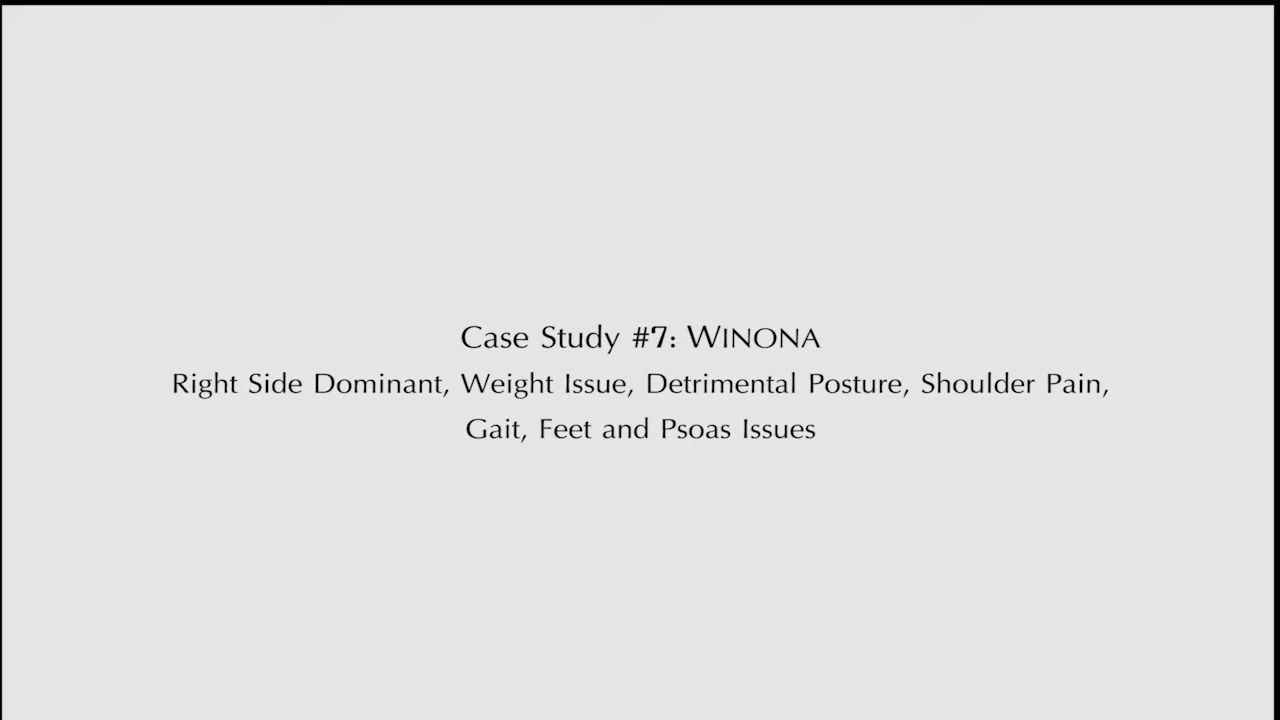 Case Study #7: WINONA
Right Side Dominant, Weight Issue, Detrimental Posture, Shoulder Pain,
Gait, Feet and Psoas Issues